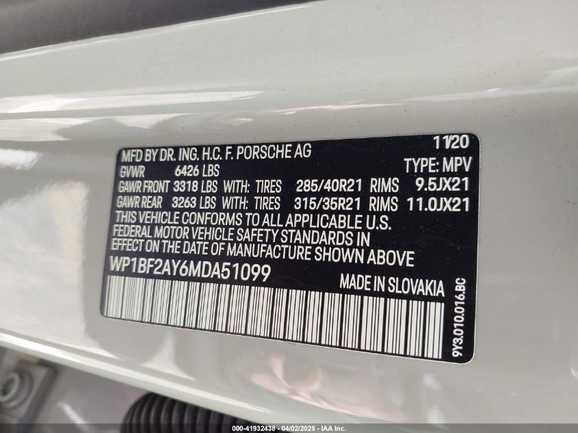 MFD BY DR. ING. H.C. F. PORSCHE AG 11/20
GVWR 6426 LBS TYPE: MPV
GAWR FRONT 3318 LBS WITH: TIRES 285/40R21 RIMS 9.5JX21
GAWR REAR 3263 LBS WITH: TIRES 315/35R21 RIMS 11.0JX21
THIS VEHICLE CONFORMS TO ALL APPLICABLE U.S.
FEDERAL MOTOR VEHICLE SAFETY STANDARDS IN
EFFECT ON THE DATE OF MANUFACTURE SHOWN ABOVE
WP1BF2AY6MDA51099
MADE IN SLOVAKIA
9Y3.010.016.BC
000-41932438 - 04/02/2025 - IAA Inc.